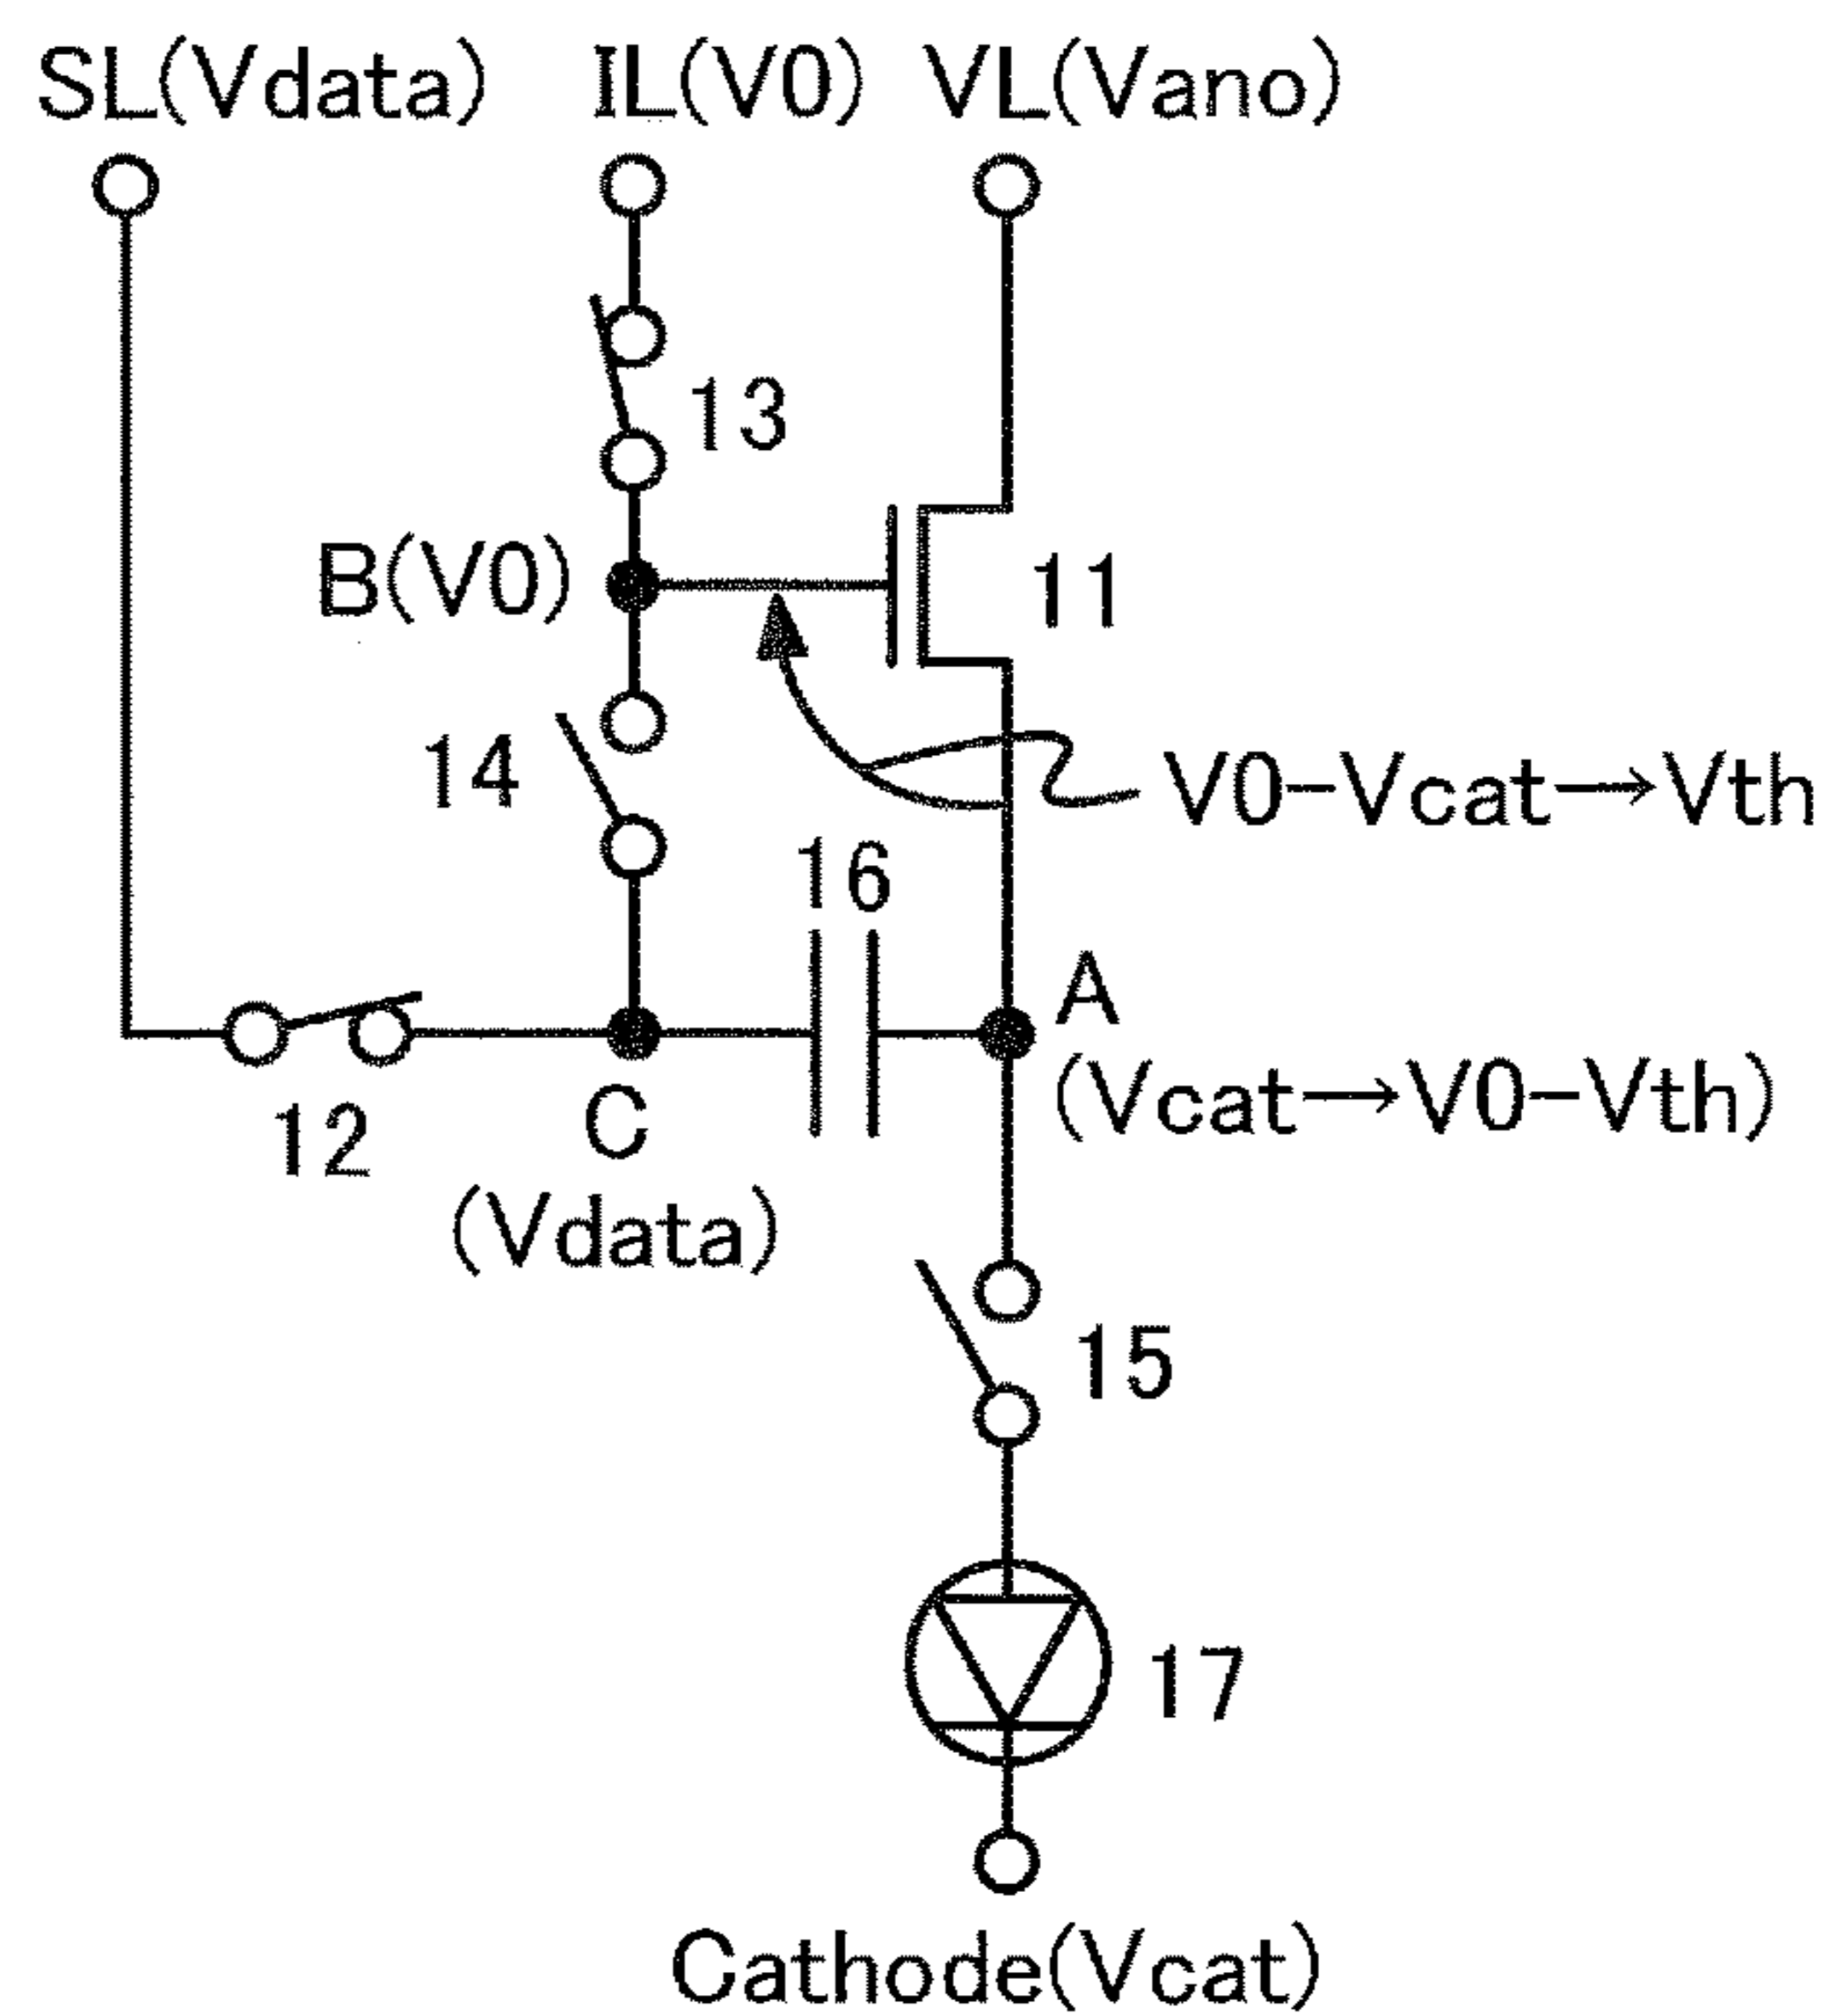 SL(Vdata) IL(V0) VL(Vano)
13
B(V0)
11
14
V0-Vcat→Vth
16
A
(Vcat→V0-Vth)
12
C
(Vdata)
15
17
Cathode(Vcat)